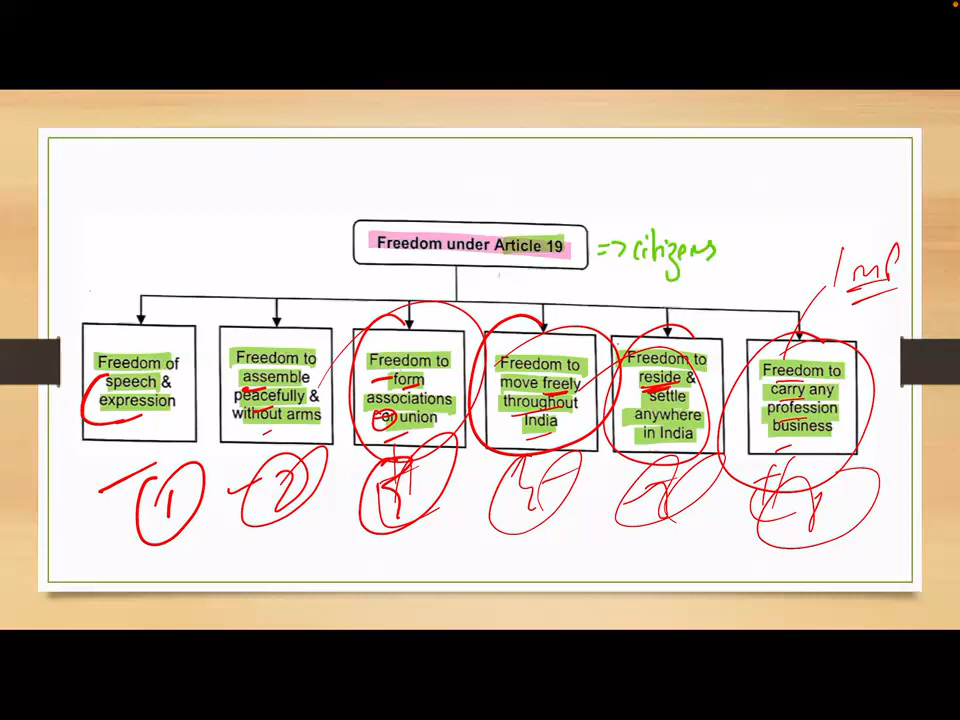 Freedom under Article 19
=> citizens
Imp
Freedom of
speech &
expression
Freedom to
assemble
peacefully &
without arms
Freedom to
form
associations
or union
Freedom to
move freely
throughout
India
Freedom to
reside &
settle
anywhere
in India
Freedom to
carry any
profession
business
1
2